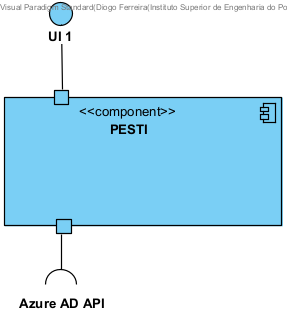 Visual Paradigm Standard(Diogo Ferreira(Instituto Superior de Engenharia do Po
UI 1
<<component>>
PESTI
Azure AD API